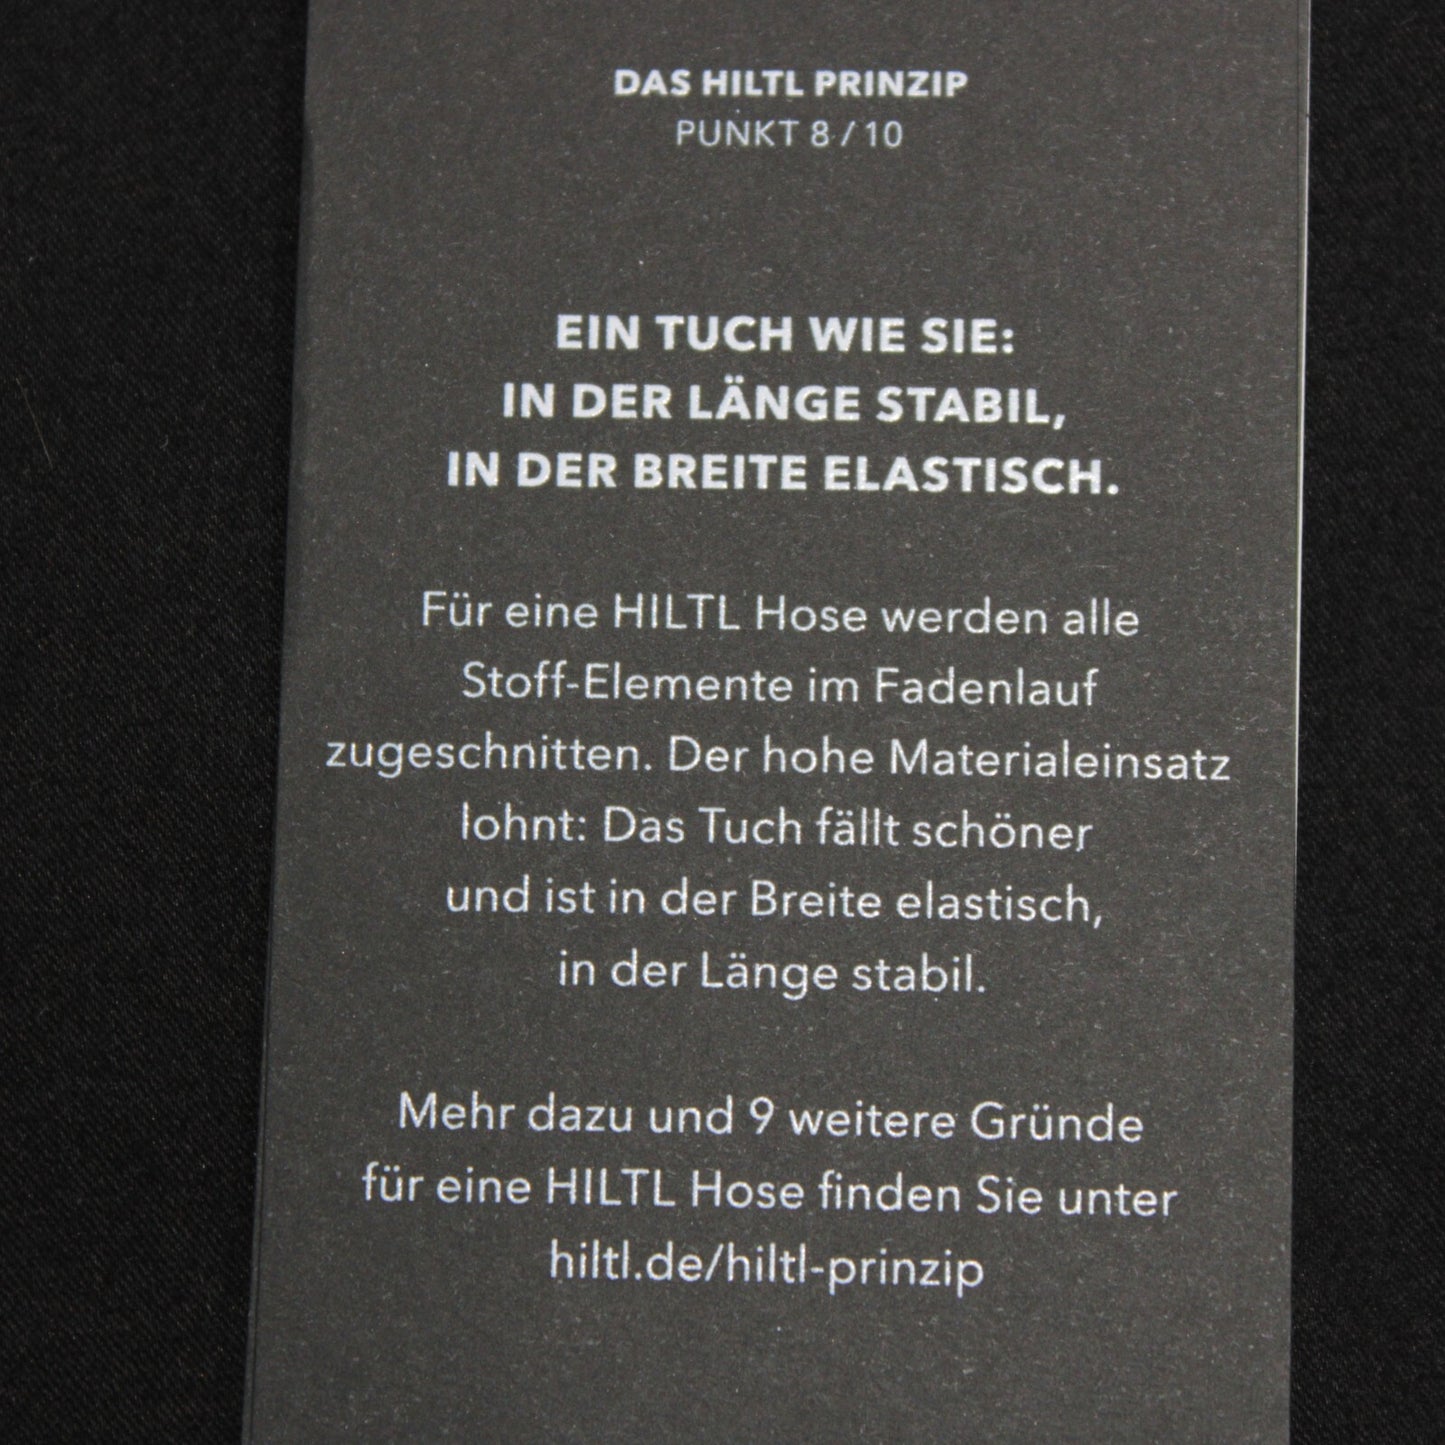 DAS HILTL PRINZIP
PUNKT 8 / 10
EIN TUCH WIE SIE:
IN DER LÄNGE STABIL,
IN DER BREITE ELASTISCH.
Für eine HILTL Hose werden alle
Stoff-Elemente im Fadenlauf
zugeschnitten. Der hohe Materialeinsatz
lohnt: Das Tuch fällt schöner
und ist in der Breite elastisch,
in der Länge stabil.
Mehr dazu und 9 weitere Gründe
für eine HILTL Hose finden Sie unter
hiltl.de/hiltl-prinzip